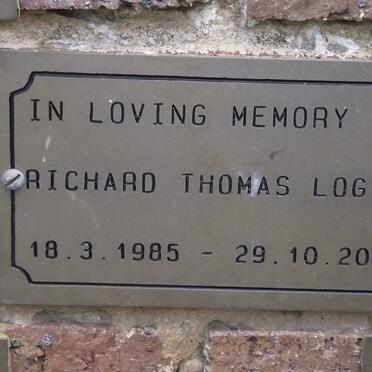 IN LOVING MEMORY
RICHARD THOMAS LOG
18.3.1985 - 29.10.20